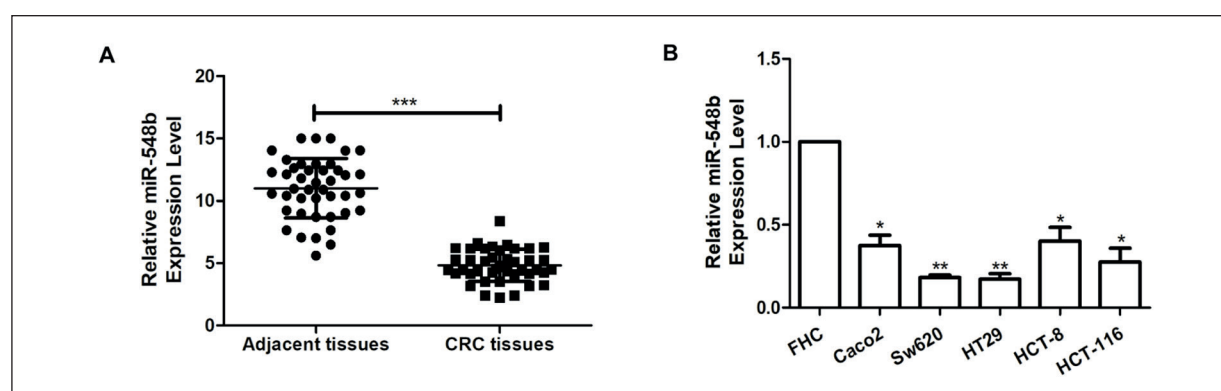 A
Relative miR-548b
Expression Level
20
15
10
5
0
***
Adjacent tissues
CRC tissues
B
Relative miR-548b
Expression Level
1.5
1.0
0.5
0.0
*
**
**
*
*
FHC
Caco2
Sw620
HT29
HCT-8
HCT-116